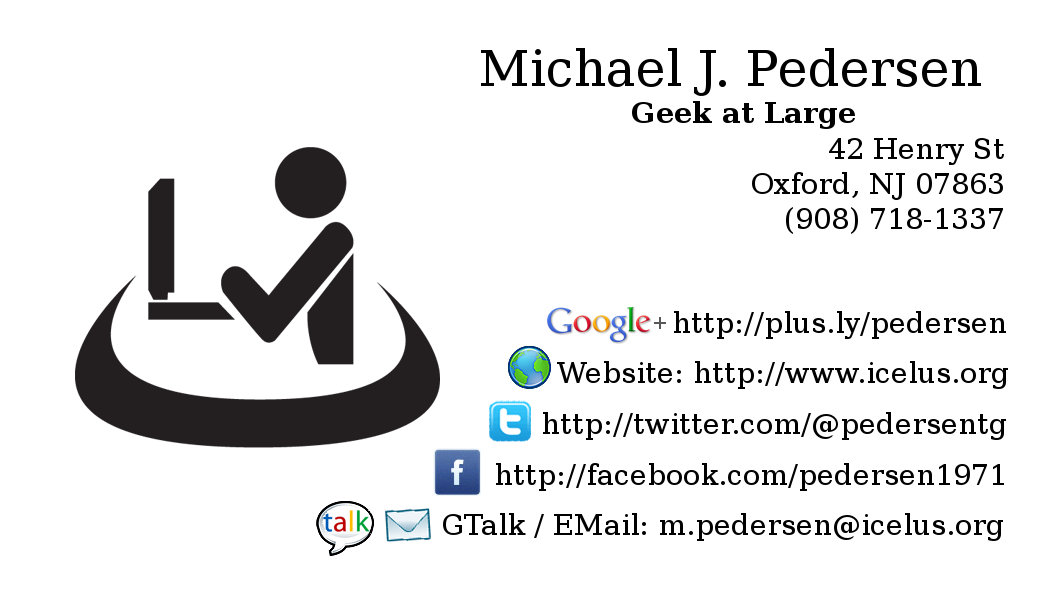 Michael J. Pedersen
Geek at Large
42 Henry St
Oxford, NJ 07863
(908) 718-1337
Google+ http://plus.ly/pedersen
Website: http://www.icelus.org
t http://twitter.com/@pedersentg
f http://facebook.com/pedersen1971
talk GTalk / EMail: m.pedersen@icelus.org